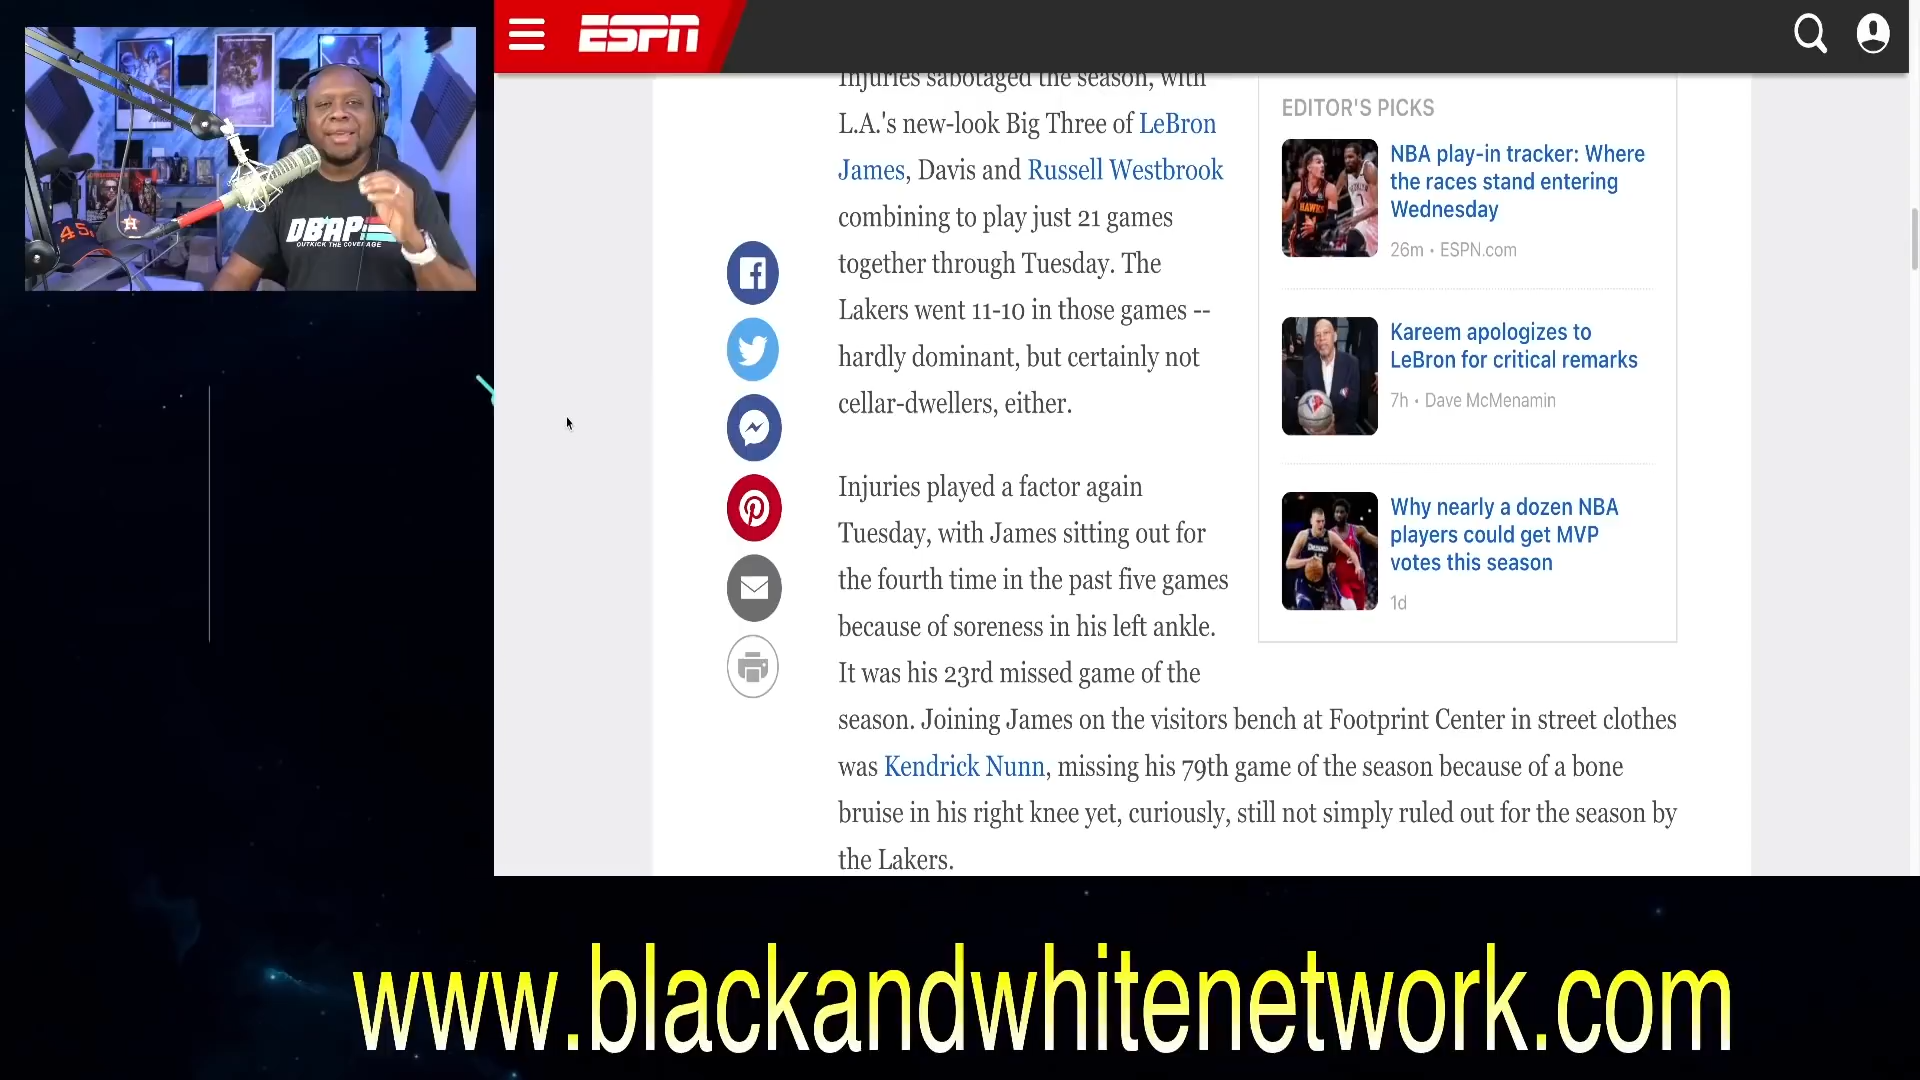 ESPN
DBAP
OUTKICK THE COVERAGE
Injuries sabotaged the season, with
L.A.'s new-look Big Three of LeBron
James, Davis and Russell Westbrook
combining to play just 21 games
together through Tuesday. The
Lakers went 11-10 in those games --
hardly dominant, but certainly not
cellar-dwellers, either.
Injuries played a factor again
Tuesday, with James sitting out for
the fourth time in the past five games
because of soreness in his left ankle.
It was his 23rd missed game of the
season. Joining James on the visitors bench at Footprint Center in street clothes
was Kendrick Nunn, missing his 79th game of the season because of a bone
bruise in his right knee yet, curiously, still not simply ruled out for the season by
the Lakers.
EDITOR'S PICKS
NBA play-in tracker: Where
the races stand entering
Wednesday
26m • ESPN.com
Kareem apologizes to
LeBron for critical remarks
7h • Dave McMenamin
Why nearly a dozen NBA
players could get MVP
votes this season
1d
www.blackandwhitenetwork.com